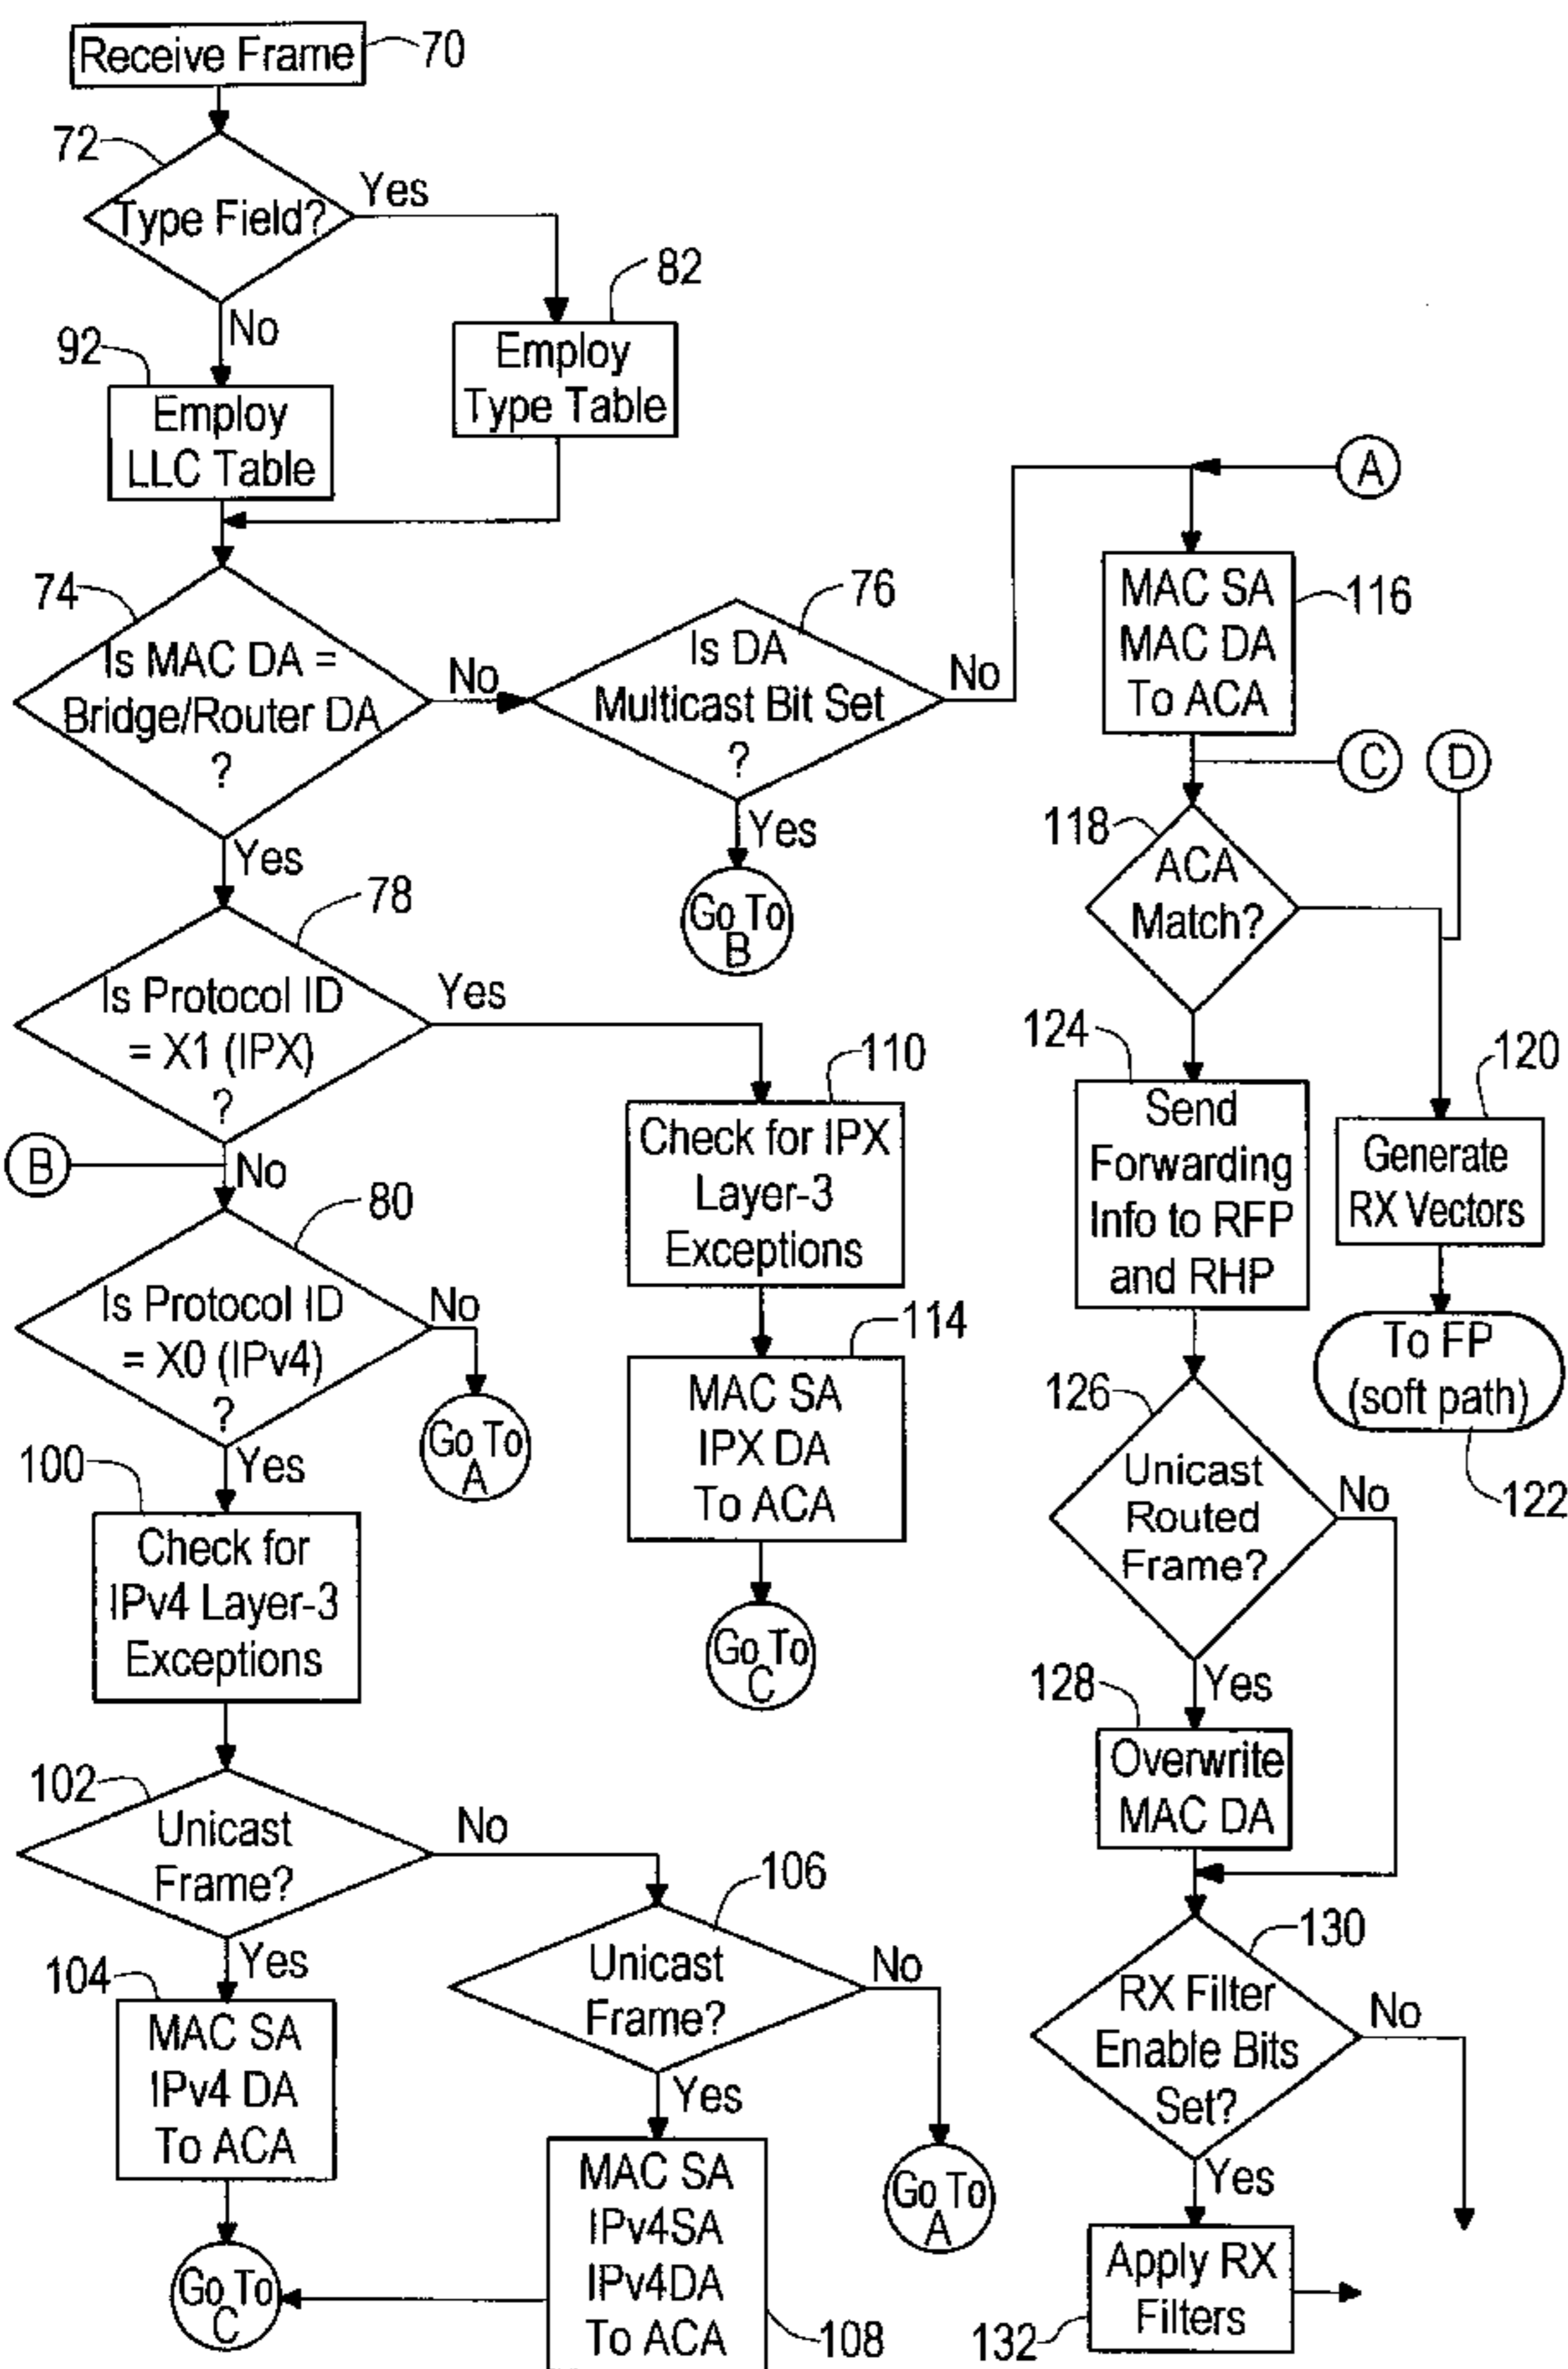 Receive Frame
70
72
Type Field?
Yes
No
82
Employ
Type Table
92
Employ
LLC Table
74
Is MAC DA =
Bridge/Router DA
?
No
Yes
76
Is DA
Multicast Bit Set
?
No
Yes
Go To
B
78
Is Protocol ID
= X1 (IPX)
?
Yes
No
B
80
Is Protocol ID
= X0 (IPv4)
?
No
Go To
A
Yes
100
Check for
IPv4 Layer-3
Exceptions
102
Unicast
Frame?
No
Yes
104
MAC SA
IPv4 DA
To ACA
Go To
C
106
Unicast
Frame?
No
Go To
A
Yes
MAC SA
IPv4SA
IPv4DA
To ACA
108
110
Check for IPX
Layer-3
Exceptions
114
MAC SA
IPX DA
To ACA
Go To
C
A
MAC SA
MAC DA
To ACA
116
C
D
118
ACA
Match?
124
Send
Forwarding
Info to RFP
and RHP
120
Generate
RX Vectors
To FP
(soft path)
122
126
Unicast
Routed
Frame?
No
Yes
128
Overwrite
MAC DA
130
RX Filter
Enable Bits
Set?
No
Yes
Apply RX
Filters
132